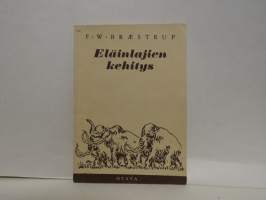 F·W·BRÆSTRUP
Eläinlajien
kehitys
OTAVA